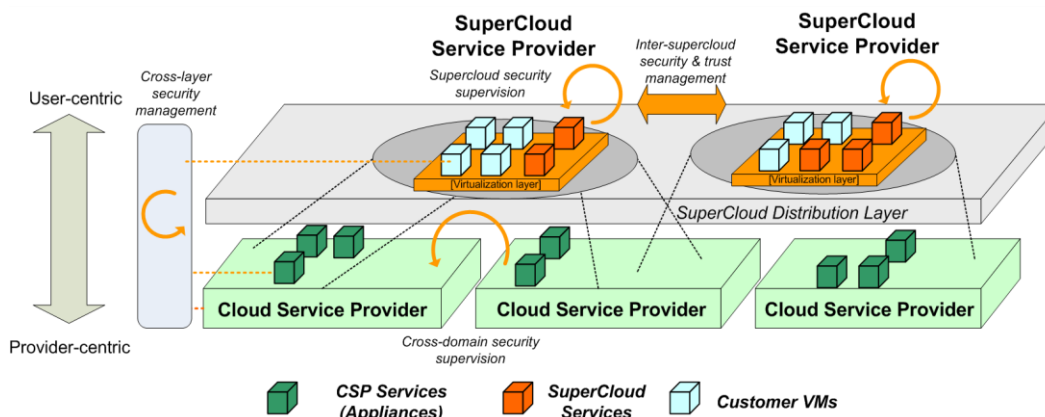 SuperCloud
Service Provider
SuperCloud
Service Provider
Inter-supercloud
security & trust
management
Supercloud security
supervision
Cross-layer
security
management
User-centric
[Virtualization layer]
[Virtualization layer]
SuperCloud Distribution Layer
Cloud Service Provider
Cloud Service Provider
Cloud Service Provider
Provider-centric
Cross-domain security
supervision
CSP Services
(Appliances)
SuperCloud
Services
Customer VMs